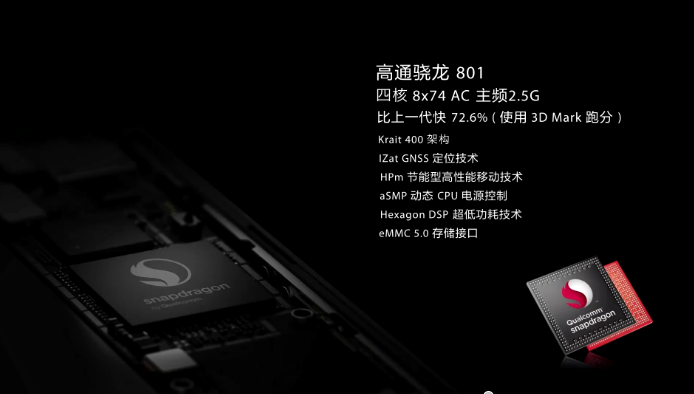 高通骁龙 801
四核 8x74 AC 主频2.5G
比上一代快 72.6% ( 使用 3D Mark 跑分 )
Krait 400 架构
IZat GNSS 定位技术
HPm 节能型高性能移动技术
aSMP 动态 CPU 电源控制
Hexagon DSP 超低功耗技术
eMMC 5.0 存储接口
snapdragon
by Qualcomm
Qualcomm
snapdragon